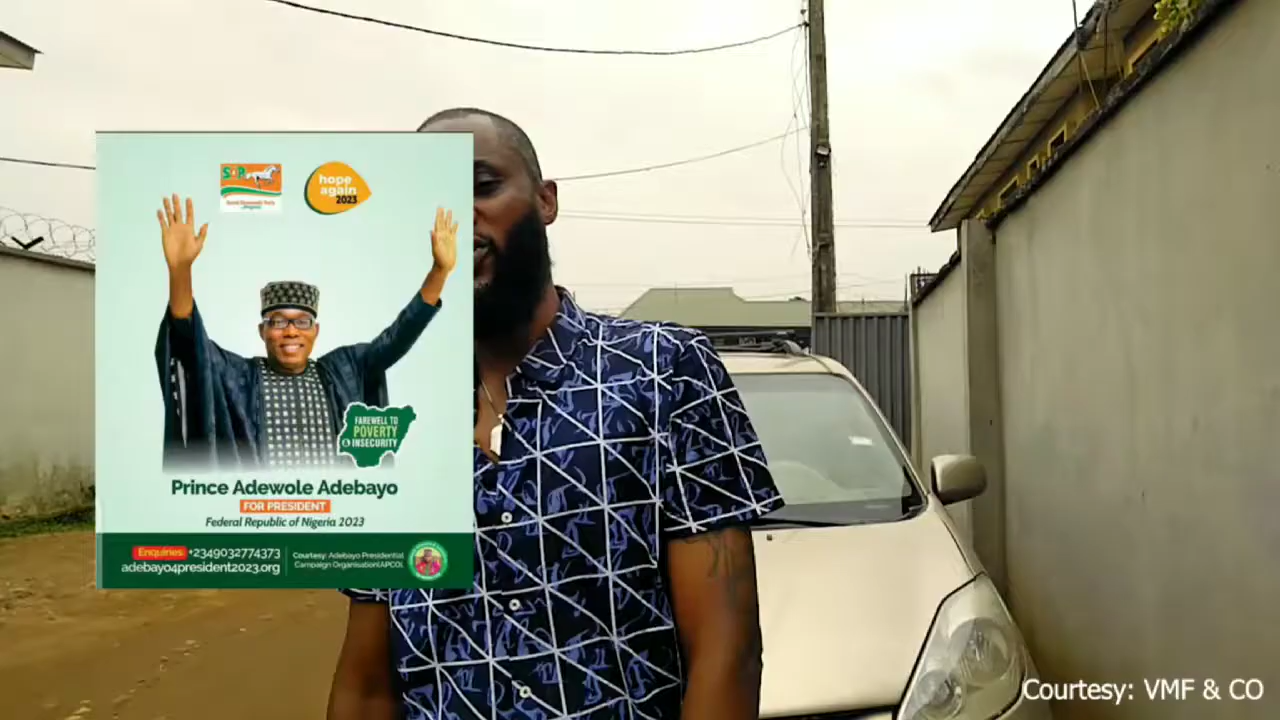 SDP
hope
again
2023
FAREWELL TO
POVERTY
& INSECURITY
Prince Adewole Adebayo
FOR PRESIDENT
Federal Republic of Nigeria 2023
Enquiries: +2349032774373
adebayo4president2023.org
Courtesy: Adebayo Presidential
Campaign Organisation(APCO).
Courtesy: VMF & CO